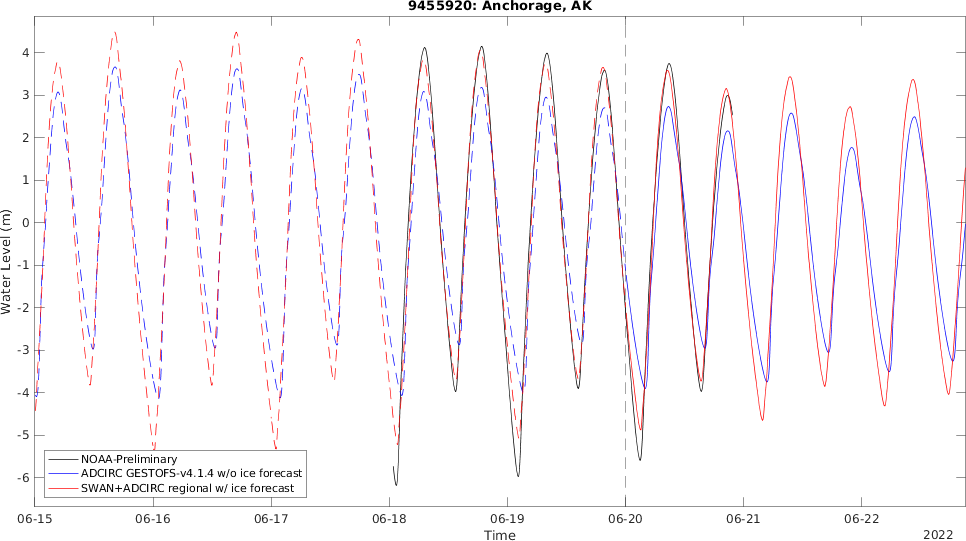 9455920: Anchorage, AK
4
3
2
1
0
-1
-2
-3
-4
-5
-6
Water Level (m)
NOAA-Preliminary
ADCIRC GESTOFS-v4.1.4 w/o ice forecast
SWAN+ADCIRC regional w/ ice forecast
06-15 06-16 06-17 06-18 06-19 06-20 06-21 06-22
Time
2022